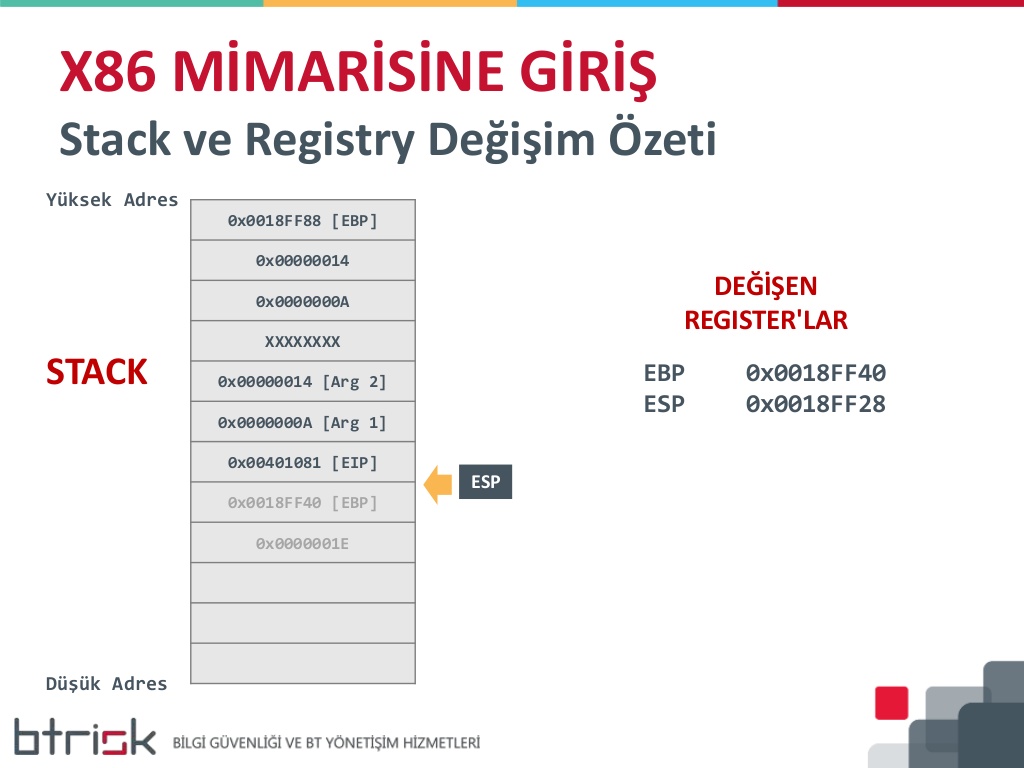 X86 MİMARİSİNE GİRİŞ
Stack ve Registry Değişim Özeti
Yüksek Adres
0x0018FF88 [EBP]
0x00000014
0x0000000A
XXXXXXXX
STACK
0x00000014 [Arg 2]
0x0000000A [Arg 1]
0x00401081 [EIP]
ESP
0x0018FF40 [EBP]
0x0000001E
Düşük Adres
DEĞİŞEN
REGISTER'LAR
EBP 0x0018FF40
ESP 0x0018FF28
btrisk BİLGİ GÜVENLİĞİ VE BT YÖNETİŞİM HİZMETLERİ